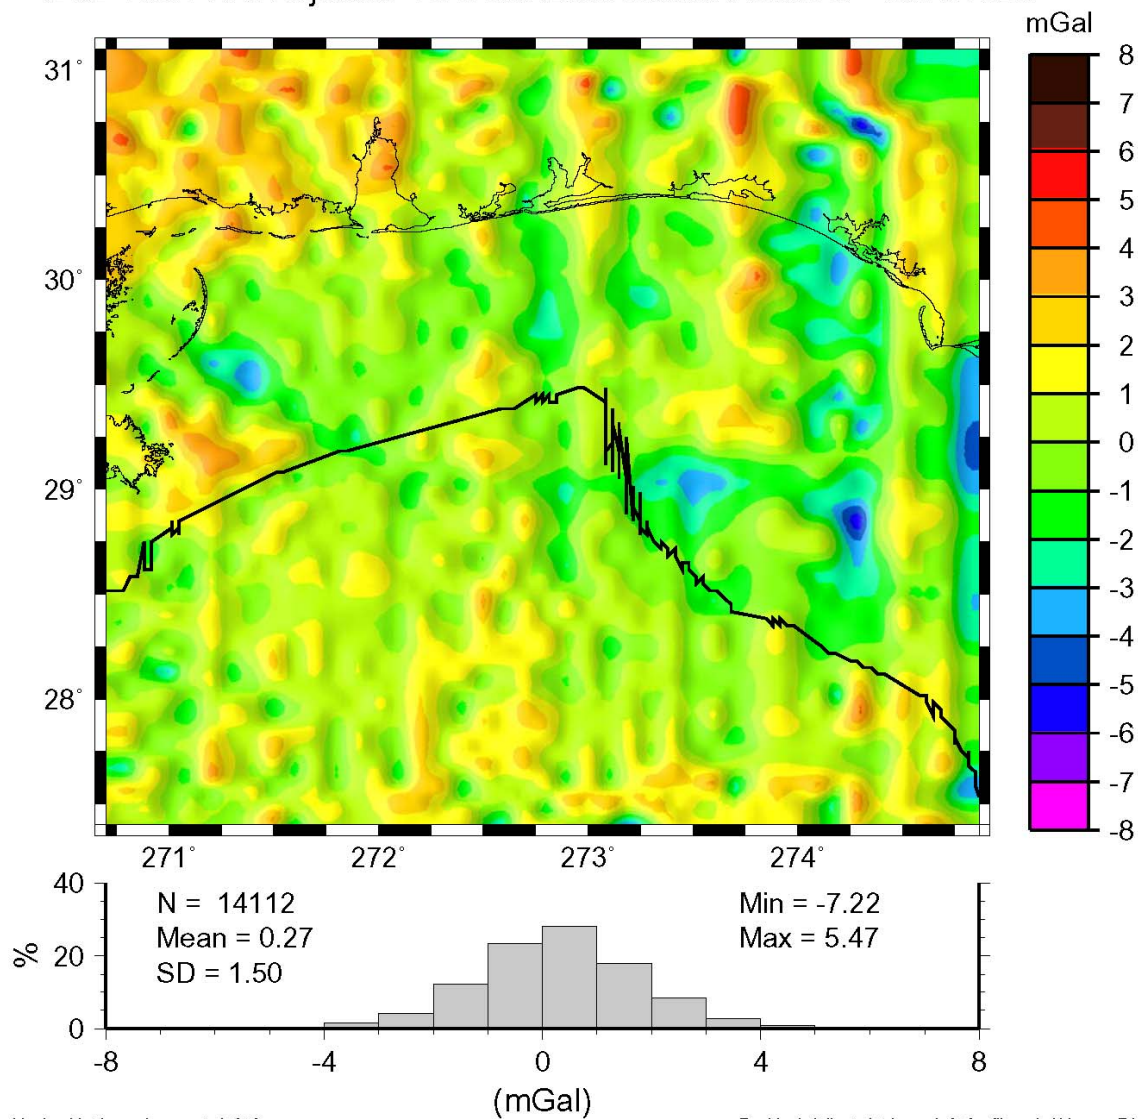 mGal
8
7
6
5
4
3
2
1
0
-1
-2
-3
-4
-5
-6
-7
-8
31°
30°
29°
28°
271° 272° 273° 274°
40
20
0
%
N = 14112
Mean = 0.27
SD = 1.50
Min = -7.22
Max = 5.47
-8 -4 0 4 8
(mGal)